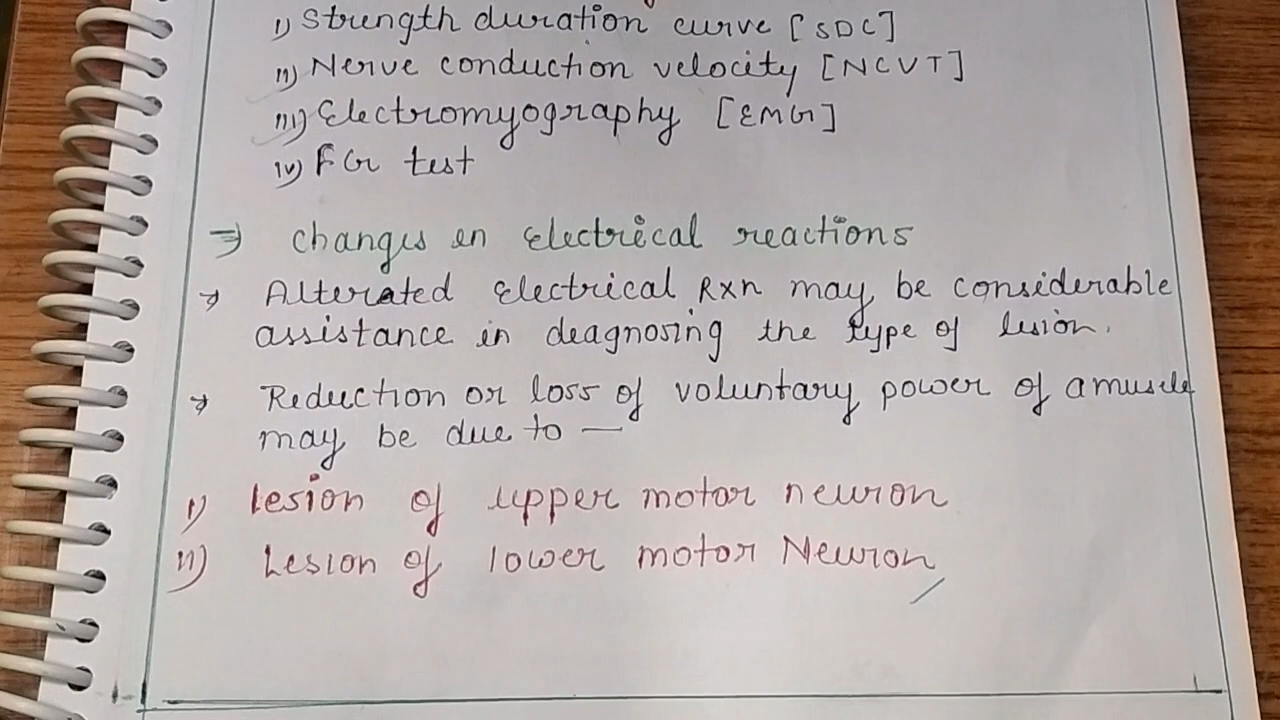 i) Strength duration curve [SDC]
ii) Nerve conduction velocity [NCVT]
iii) Electromyography [EMG]
iv) FG test
⇒ Changes in Electrical reactions
→ Alterated electrical Rxn may be considerable
assistance in deagnosing the type of lesion.
→ Reduction or loss of voluntary power of a muscle
may be due to —
i) Lesion of upper motor neuron
ii) Lesion of lower motor Neuron